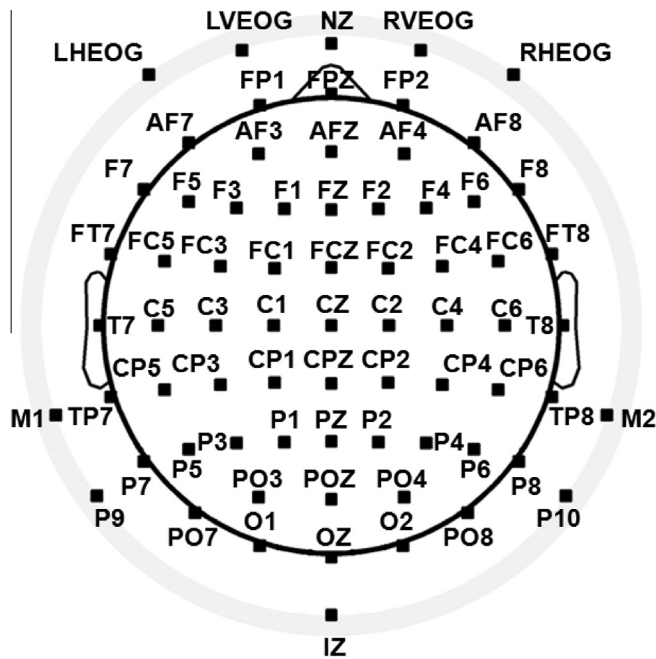 LVEOG NZ RVEOG
LHEOG RHEOG
FP1 FPZ FP2
AF7 AF3 AFZ AF4 AF8
F7 F5 F3 F1 FZ F2 F4 F6 F8
FT7 FC5 FC3 FC1 FCZ FC2 FC4 FC6 FT8
T7 C5 C3 C1 CZ C2 C4 C6 T8
CP5 CP3 CP1 CPZ CP2 CP4 CP6
M1 TP7 TP8 M2
P7 P5 P3 P1 PZ P2 P4 P6 P8
P9 PO7 PO3 POZ PO4 PO8 P10
O1 OZ O2
IZ